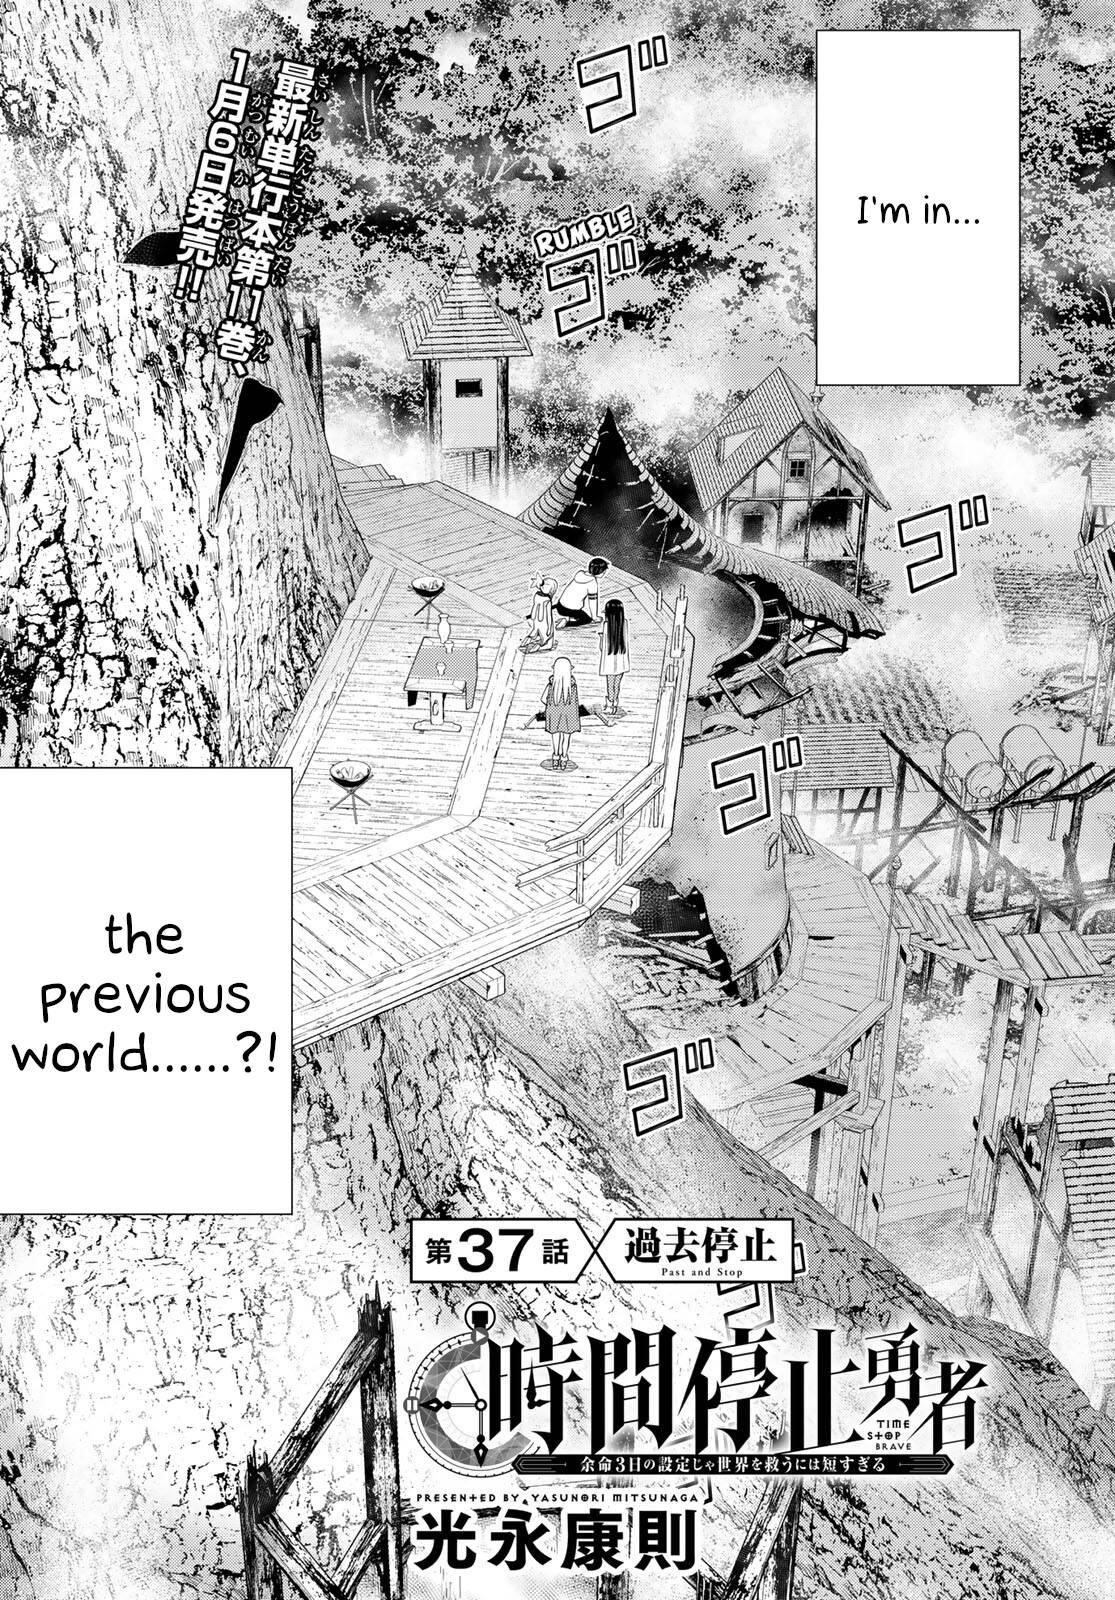 I'm in...
ゴゴ
RUMBLE
ゴゴ
ゴゴ
ゴゴ
最新単行本第11巻、
1月6日発売!!
the
previous
world......?!
第37話
過去停止
Past and Stop
時間停止勇者
TIME
STOP
BRAVE
余命3日の設定じゃ世界を救うには短すぎる
PRESENTED BY YASUNORI MITSUNAGA
光永康則